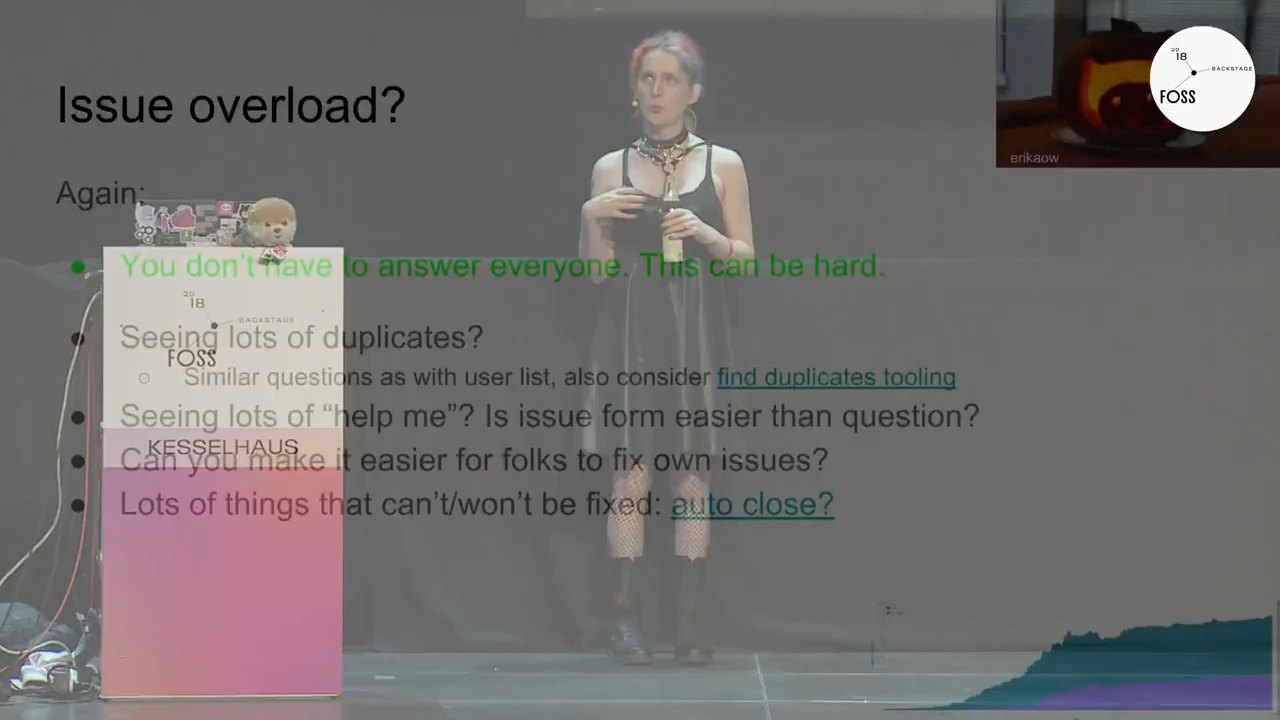 Issue overload?
20
18
BACKSTAGE
FOSS
erikaow
Again:
You don't have to answer everyone. This can be hard.
20
18
BACKSTAGE
FOSS
Seeing lots of duplicates?
Similar questions as with user list, also consider find duplicates tooling
Seeing lots of “help me”? Is issue form easier than question?
KESSELHAUS
Can you make it easier for folks to fix own issues?
Lots of things that can't/won't be fixed: auto close?